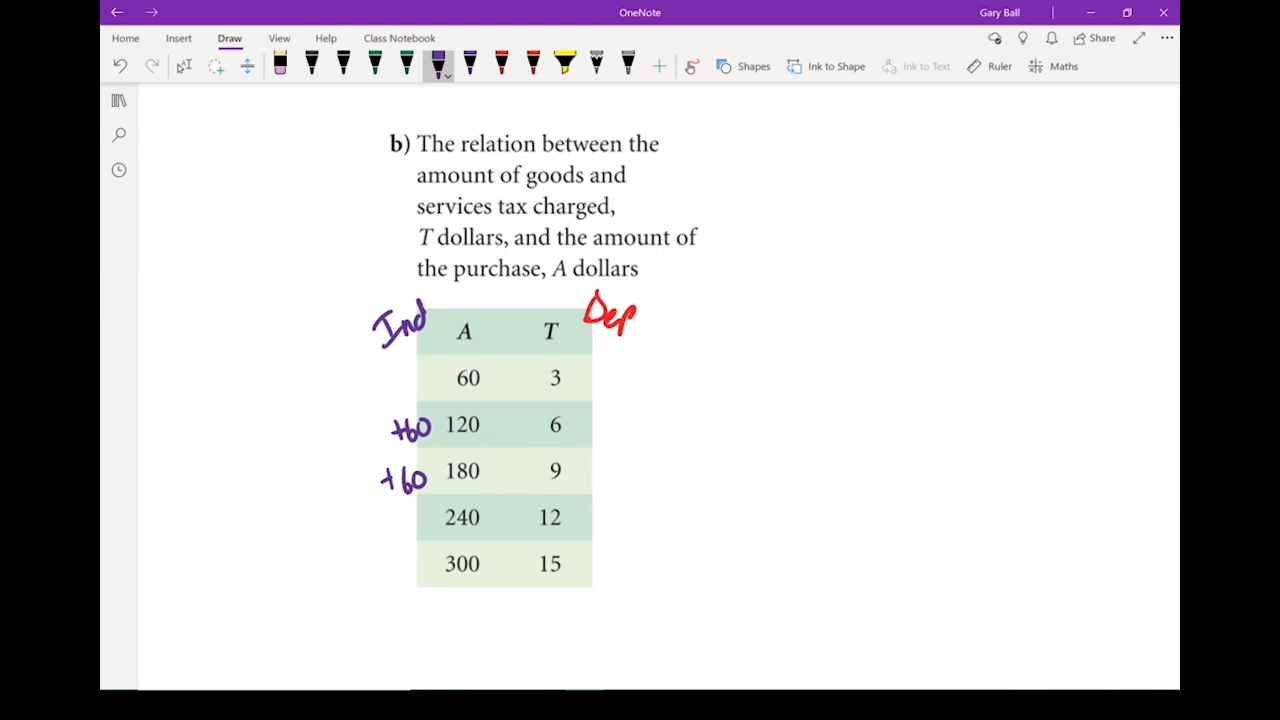 OneNote
Gary Ball
Home Insert Draw View Help Class Notebook
Share
Shapes Ink to Shape Ink to Text Ruler Maths
b) The relation between the
amount of goods and
services tax charged,
T dollars, and the amount of
the purchase, A dollars
Ind A T Dep
60 3
+60 120 6
+60 180 9
240 12
300 15